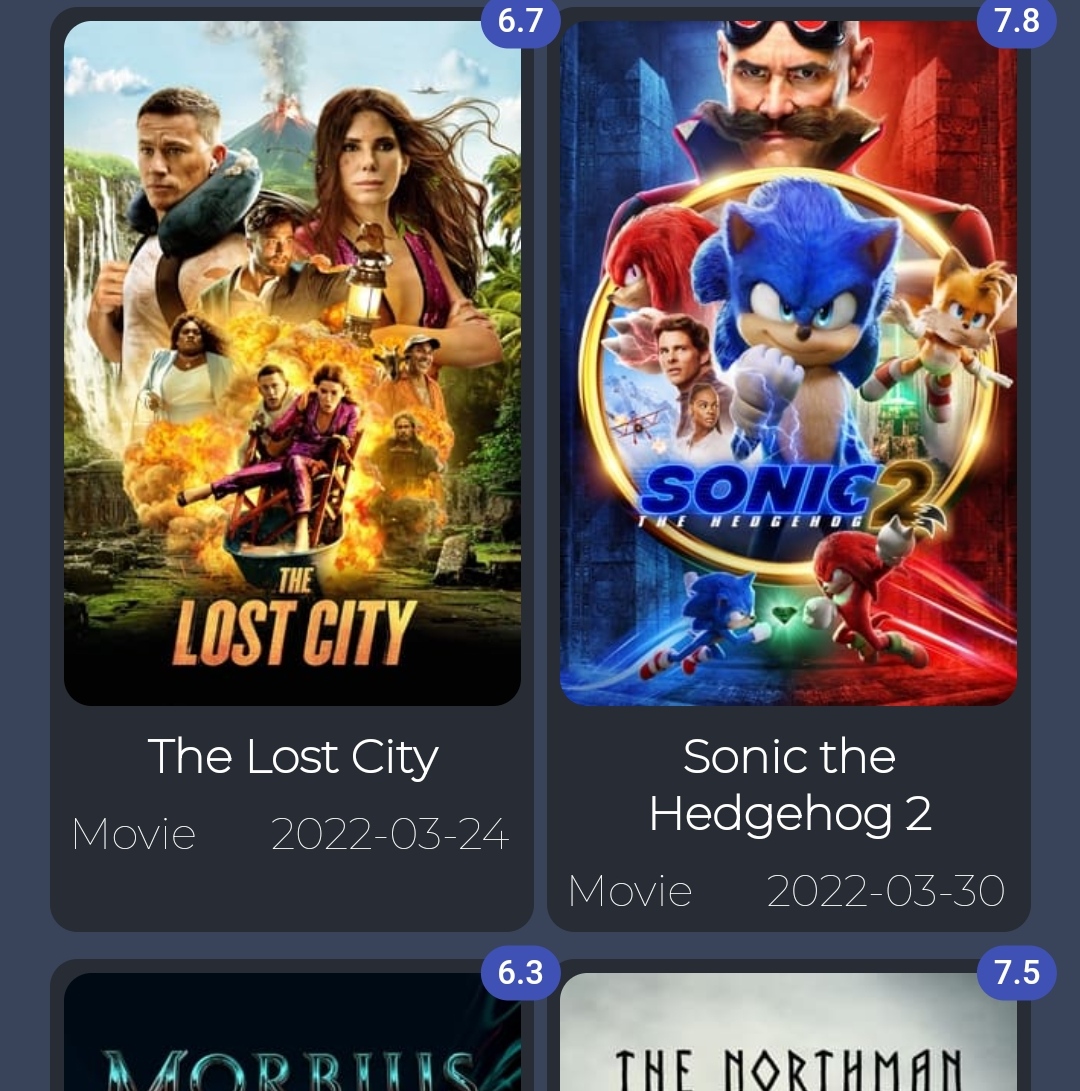 6.7
7.8
THE
LOST CITY
SONIC 2
THE HEDGEHOG
The Lost City
Movie 2022-03-24
Sonic the
Hedgehog 2
Movie 2022-03-30
6.3
7.5
MORBIUS
THE NORTHMAN